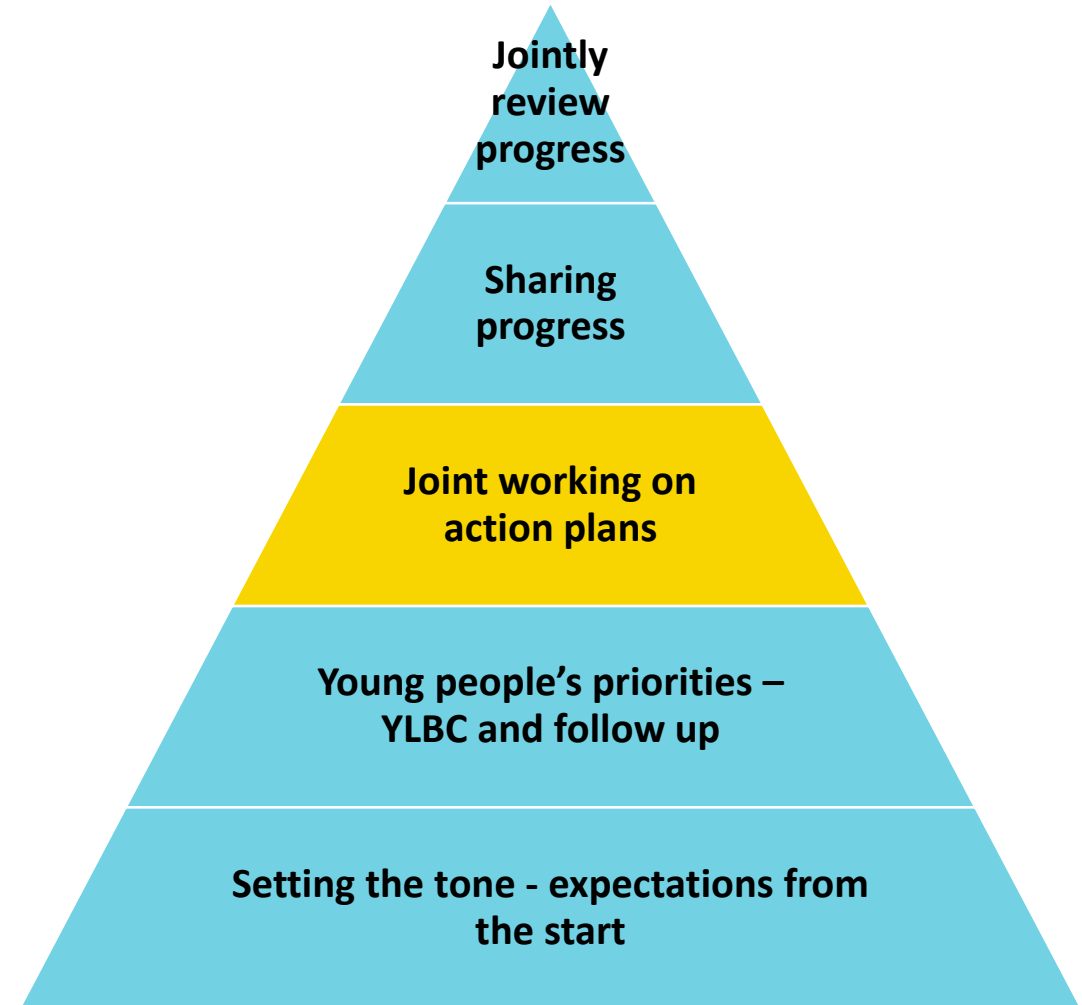 Jointly
review
progress
Sharing
progress
Joint working on
action plans
Young people’s priorities –
YLBC and follow up
Setting the tone - expectations from
the start